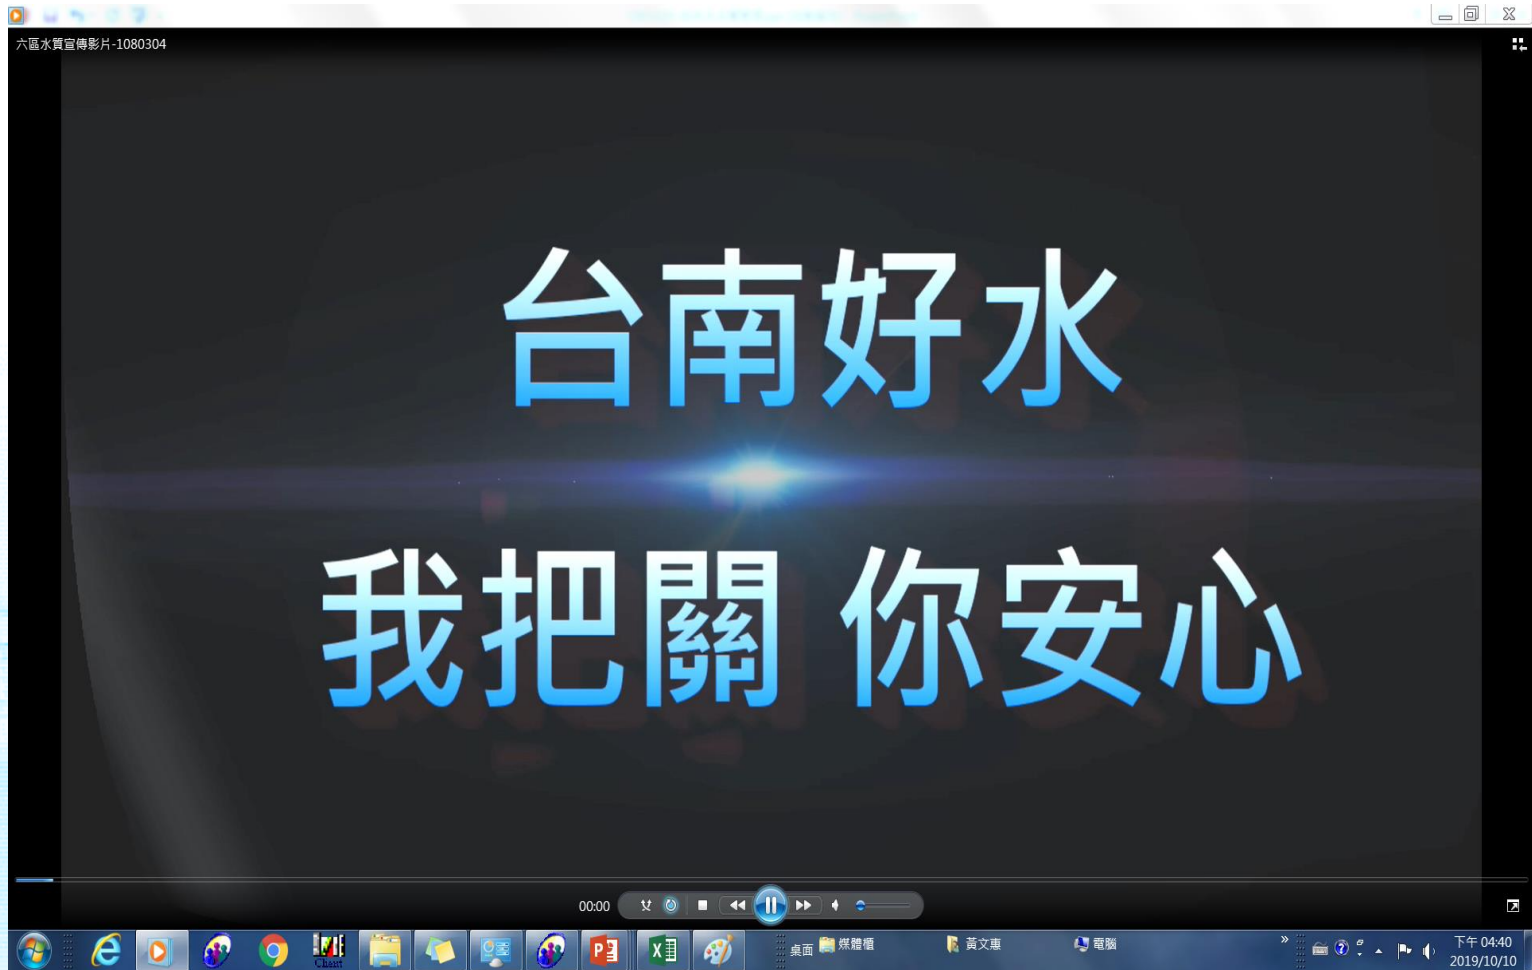 六區水質宣傳影片-1080304
台南好水
我把關 你安心
00:00
桌面
媒體櫃
黃文惠
電腦
»
下午 04:40
2019/10/10